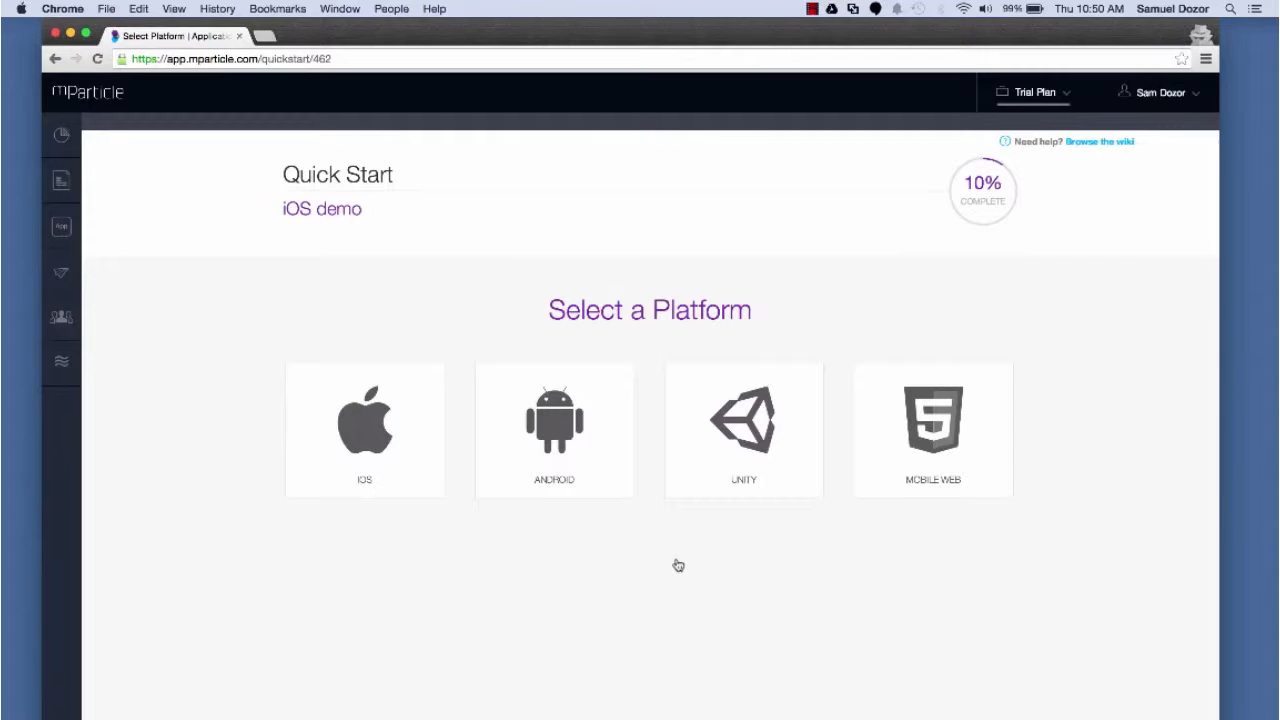 Chrome File Edit View History Bookmarks Window People Help 99% Thu 10:50 AM Samuel Dozor
Select Platform | Applicatio
https://app.mparticle.com/quickstart/462
mParticle Trial Plan Sam Dozor
Need help? Browse the wiki
Quick Start
10%
COMPLETE
iOS demo
App
Select a Platform
IOS ANDROID UNITY MOBILE WEB